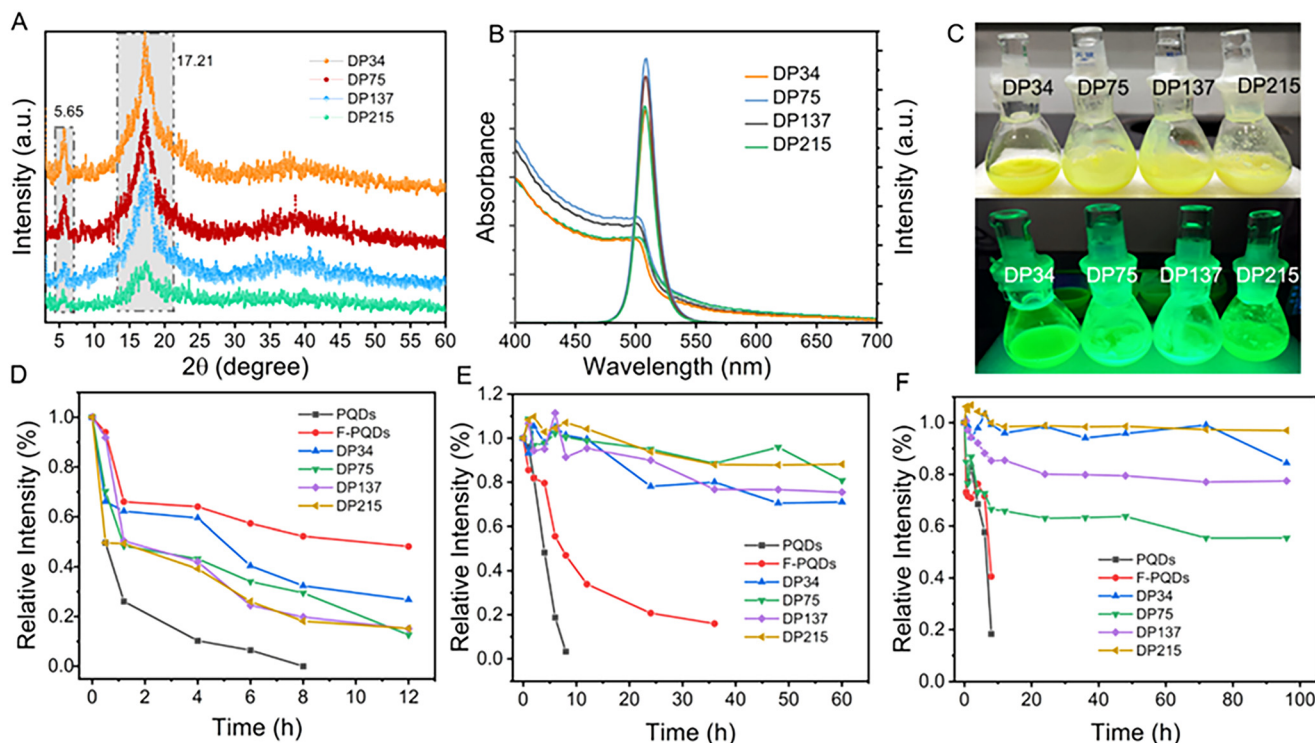 A
5.65
17.21
DP34
DP75
DP137
DP215
Intensity (a.u.)
5 10 15 20 25 30 35 40 45 50 55 60
2θ (degree)
B
DP34
DP75
DP137
DP215
Absorbance
Intensity (a.u.)
400 450 500 550 600 650 700
Wavelength (nm)
C
DP34 DP75 DP137 DP215
DP34 DP75 DP137 DP215
D
PQDs
F-PQDs
DP34
DP75
DP137
DP215
Relative Intensity (%)
1.0
0.8
0.6
0.4
0.2
0.0
0 2 4 6 8 10 12
Time (h)
E
PQDs
F-PQDs
DP34
DP75
DP137
DP215
Relative Intensity (%)
1.2
1.0
0.8
0.6
0.4
0.2
0.0
0 10 20 30 40 50 60
Time (h)
F
PQDs
F-PQDs
DP34
DP75
DP137
DP215
Relative Intensity (%)
1.0
0.8
0.6
0.4
0.2
0.0
0 20 40 60 80 100
Time (h)